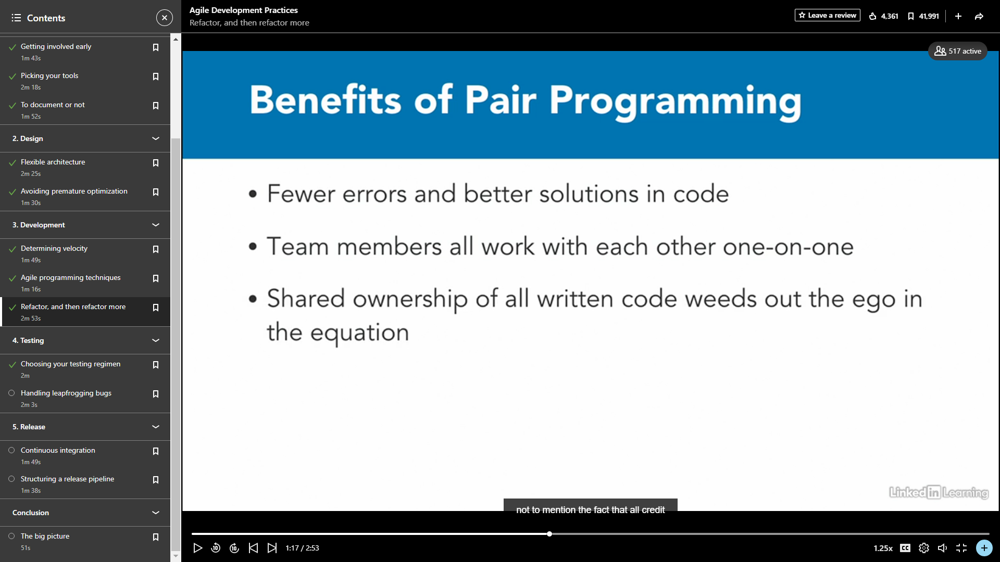 Contents
Getting involved early
1m 43s
Picking your tools
2m 18s
To document or not
1m 52s
2. Design
Flexible architecture
2m 25s
Avoiding premature optimization
1m 30s
3. Development
Determining velocity
1m 49s
Agile programming techniques
1m 16s
Refactor, and then refactor more
2m 53s
4. Testing
Choosing your testing regimen
2m
Handling leapfrogging bugs
2m 3s
5. Release
Continuous integration
1m 49s
Structuring a release pipeline
1m 38s
Conclusion
The big picture
51s
Agile Development Practices
Refactor, and then refactor more
Leave a review
4,361
41,991
517 active
Benefits of Pair Programming
• Fewer errors and better solutions in code
• Team members all work with each other one-on-one
• Shared ownership of all written code weeds out the ego in
the equation
Linked in Learning
not to mention the fact that all credit
10
10
1:17 / 2:53
1.25x
CC